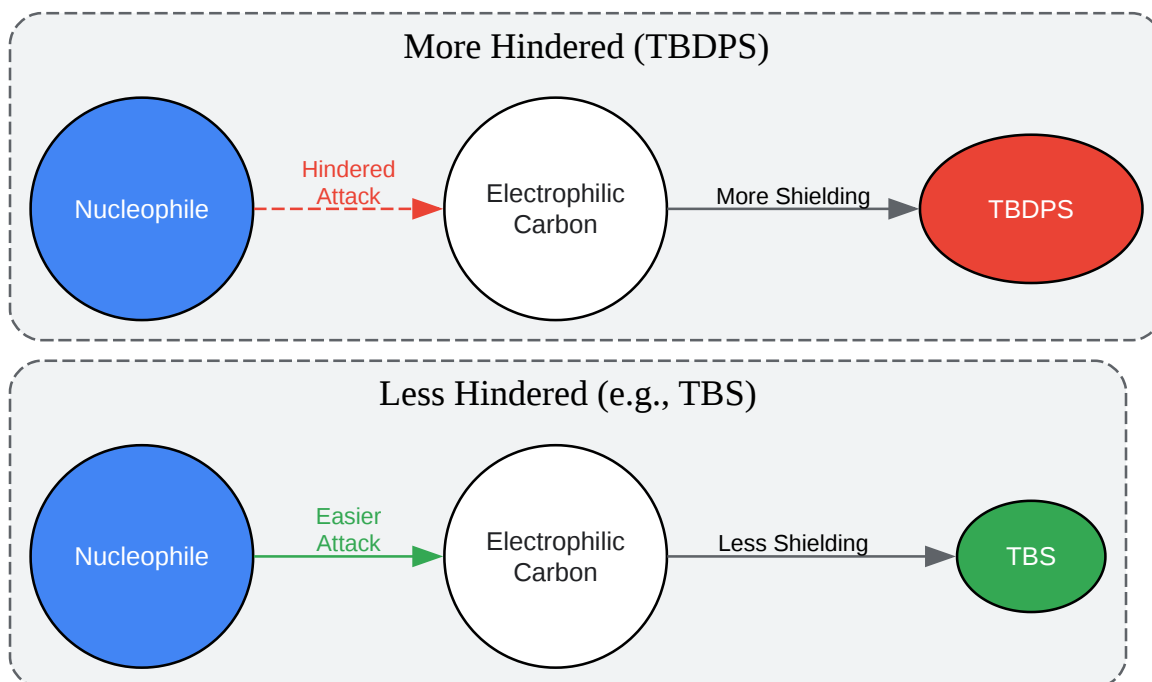 More Hindered (TBDPS)
Hindered
Attack
Nucleophile
Electrophilic
Carbon
More Shielding
TBDPS
Less Hindered (e.g., TBS)
Easier
Attack
Nucleophile
Electrophilic
Carbon
Less Shielding
TBS